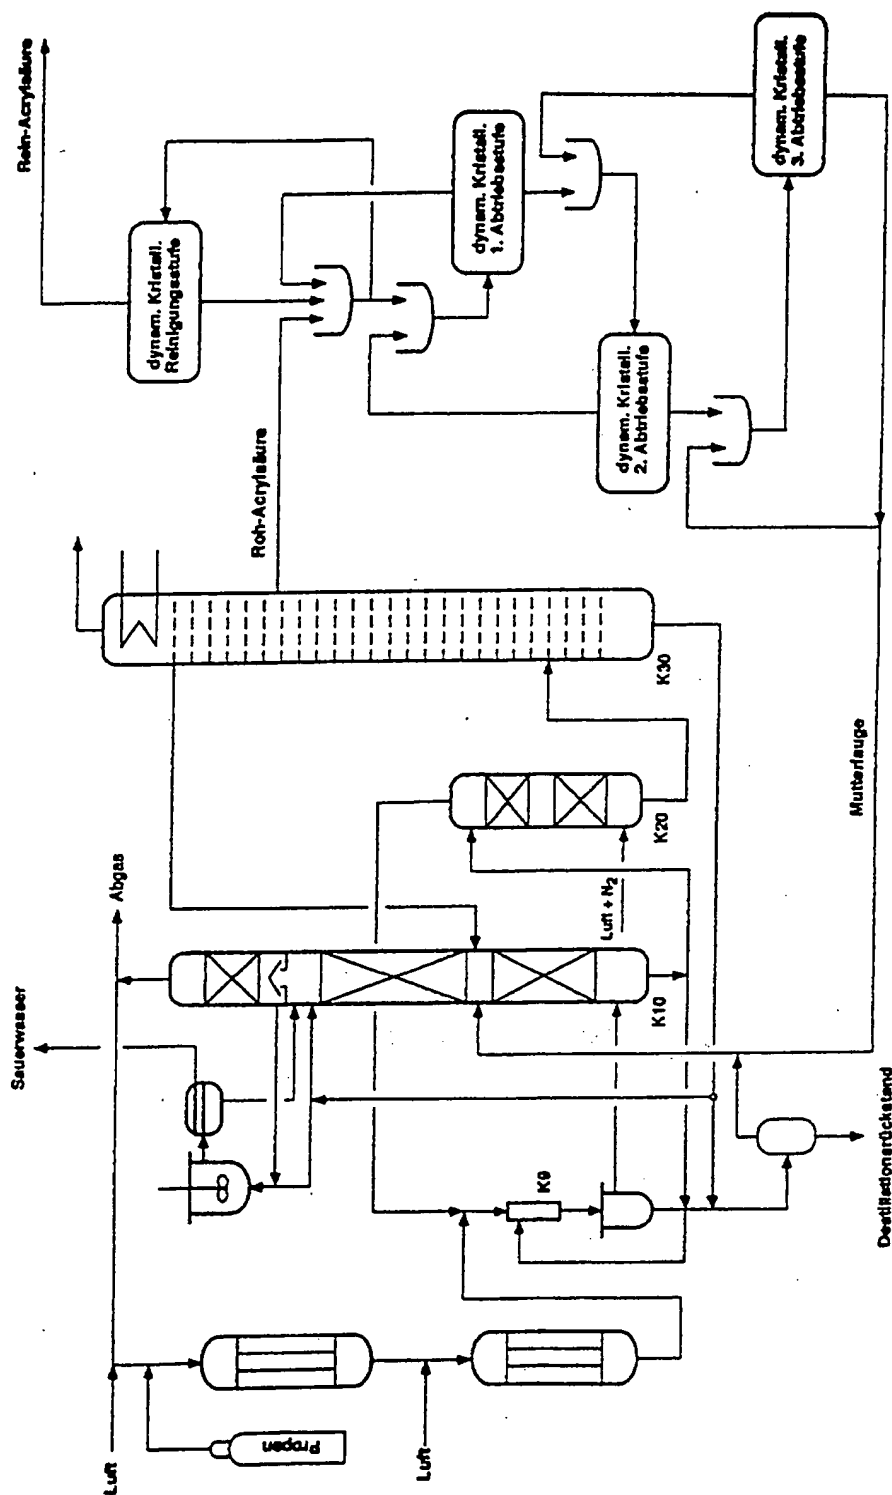 Luft
Propen
Luft
Abgas
Sauerwasser
K9
K10
Luft + N2
K20
K30
Destillationsrückstand
Mutterlauge
Roh-Acrylsäure
Rein-Acrylsäure
dynam. Kristall.
Reinigungsstufe
dynam. Kristall.
1. Abtriebsstufe
dynam. Kristall.
2. Abtriebsstufe
dynam. Kristall.
3. Abtriebsstufe